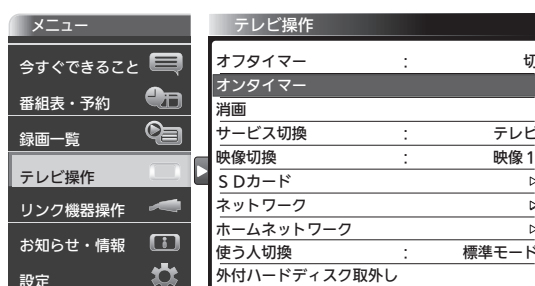 メニュー
今すぐできること
番組表・予約
録画一覧
テレビ操作
リンク機器操作
お知らせ・情報
設定
テレビ操作
オフタイマー : 切
オンタイマー
消画
サービス切換 : テレビ
映像切換 : 映像1
SDカード
ネットワーク
ホームネットワーク
使う人切換 : 標準モード
外付ハードディスク取外し